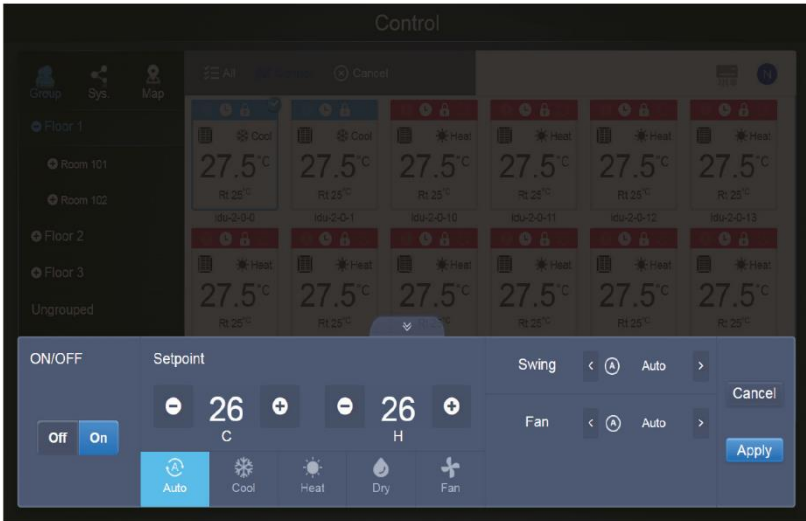 Control
Group Sys. Map
All Cancel
N
Floor 1
Room 101
Room 102
Floor 2
Floor 3
Ungrouped
Cool Cool Heat Heat Heat Heat
27.5°C 27.5°C 27.5°C 27.5°C 27.5°C 27.5°C
Rt 25°C Rt 25°C Rt 25°C Rt 25°C Rt 25°C Rt 25°C
Idu-2-0-0 Idu-2-0-1 Idu-2-0-10 Idu-2-0-11 Idu-2-0-12 Idu-2-0-13
Heat Heat Heat Heat Heat Heat
27.5°C 27.5°C 27.5°C 27.5°C 27.5°C 27.5°C
Rt 25°C Rt 25°C Rt 25°C Rt 25°C Rt 25°C
ON/OFF
Off On
Setpoint
26 26
C H
A Auto Cool Heat Dry Fan
Swing A Auto
Fan A Auto
Cancel
Apply